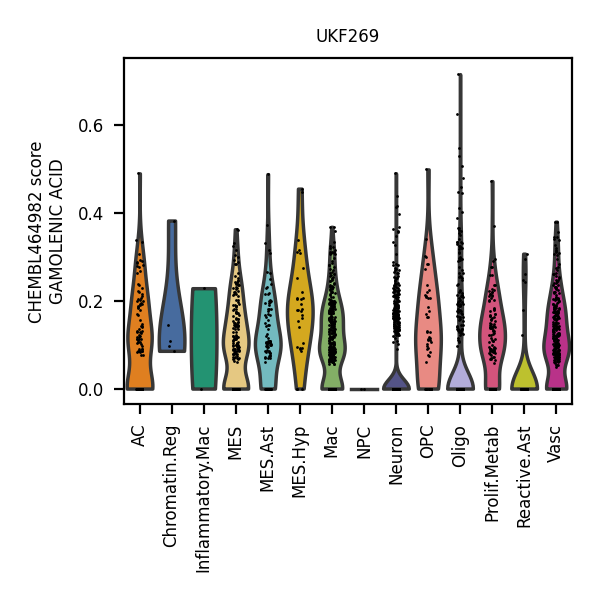 UKF269
CHEMBL464982 score
GAMOLENIC ACID
0.6
0.4
0.2
0.0
AC
Chromatin.Reg
Inflammatory.Mac
MES
MES.Ast
MES.Hyp
Mac
NPC
Neuron
OPC
Oligo
Prolif.Metab
Reactive.Ast
Vasc